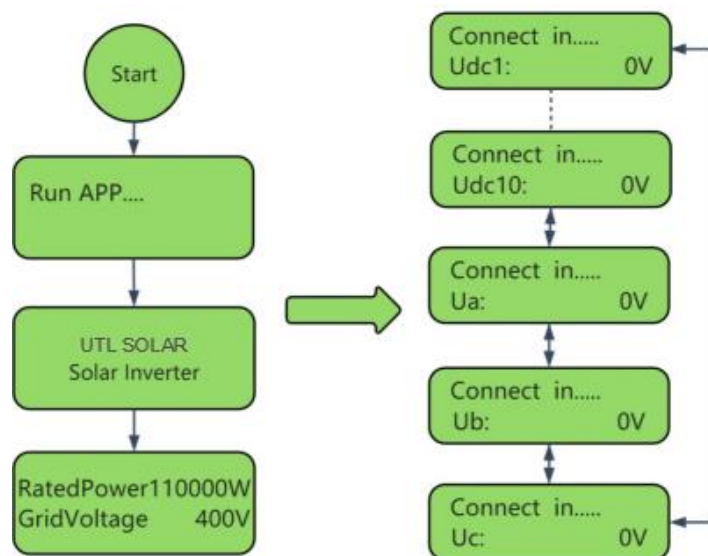 Start
Run APP....
UTL SOLAR
Solar Inverter
RatedPower110000W
GridVoltage 400V
Connect in.....
Udc1: 0V
Connect in.....
Udc10: 0V
Connect in.....
Ua: 0V
Connect in.....
Ub: 0V
Connect in.....
Uc: 0V